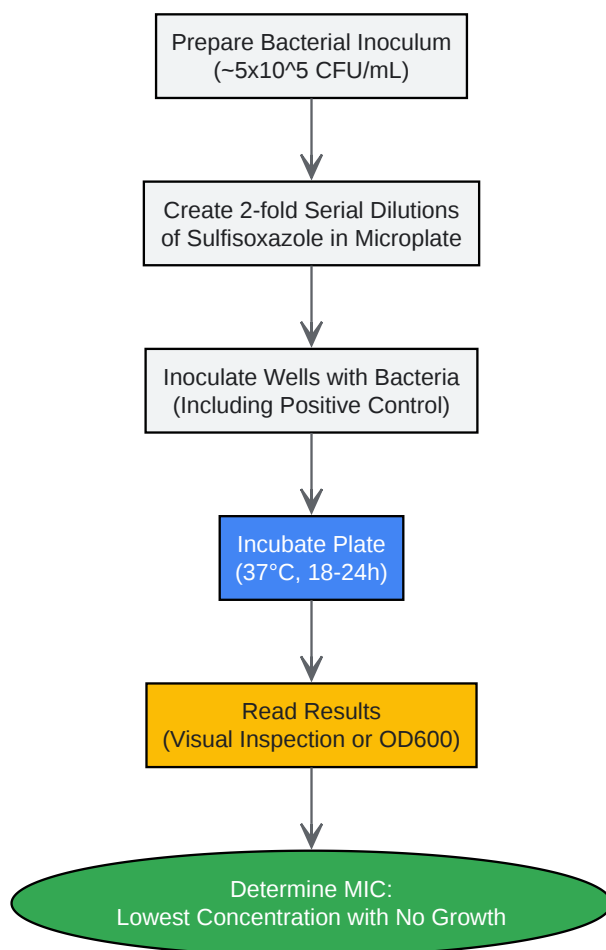 Prepare Bacterial Inoculum
(~5x10^5 CFU/mL)
Create 2-fold Serial Dilutions
of Sulfisoxazole in Microplate
Inoculate Wells with Bacteria
(Including Positive Control)
Incubate Plate
(37°C, 18-24h)
Read Results
(Visual Inspection or OD600)
Determine MIC:
Lowest Concentration with No Growth